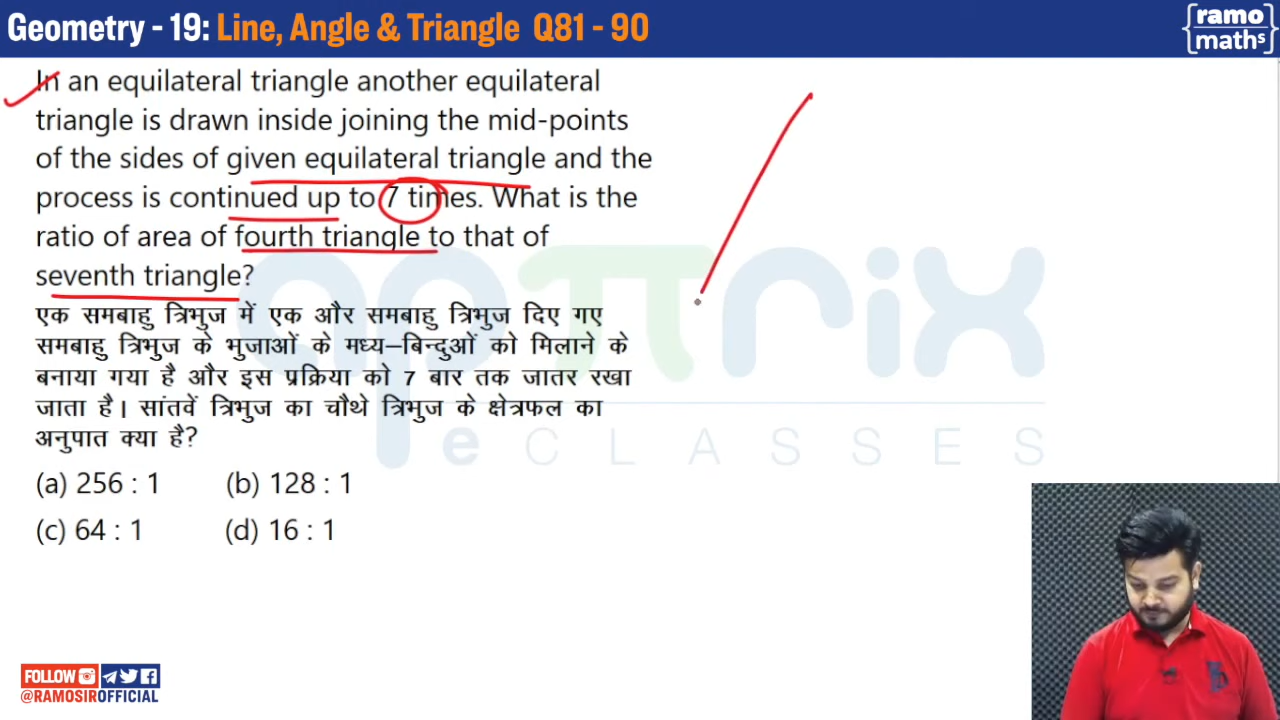 Geometry - 19: Line, Angle & Triangle Q81 - 90
ramo
maths
In an equilateral triangle another equilateral
triangle is drawn inside joining the mid-points
of the sides of given equilateral triangle and the
process is continued up to 7 times. What is the
ratio of area of fourth triangle to that of
seventh triangle?
एक समबाहु त्रिभुज में एक और समबाहु त्रिभुज दिए गए
समबाहु त्रिभुज के भुजाओं के मध्य–बिन्दुओं को मिलाने के
बनाया गया है और इस प्रक्रिया को 7 बार तक जातर रखा
जाता है। सांतवें त्रिभुज का चौथे त्रिभुज के क्षेत्रफल का
अनुपात क्या है?
apπrix
e CLASSES
(a) 256 : 1 (b) 128 : 1
(c) 64 : 1 (d) 16 : 1
FOLLOW
@RAMOSIROFFICIAL